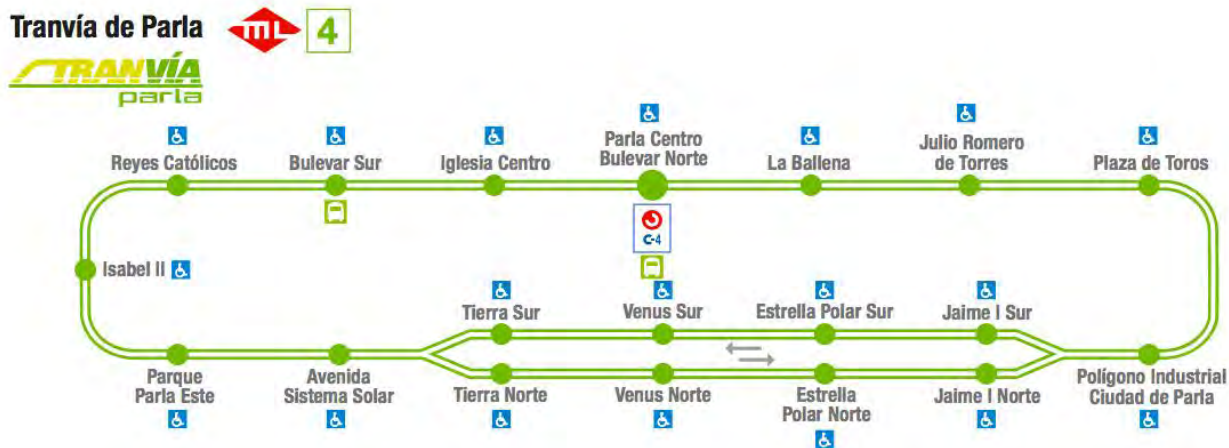 Tranvía de Parla
ML
4
TRANVÍA
parla
Reyes Católicos
Bulevar Sur
Iglesia Centro
Parla Centro
Bulevar Norte
La Ballena
Julio Romero
de Torres
Plaza de Toros
C-4
Isabel II
Tierra Sur
Venus Sur
Estrella Polar Sur
Jaime I Sur
Parque
Parla Este
Avenida
Sistema Solar
Tierra Norte
Venus Norte
Estrella
Polar Norte
Jaime I Norte
Polígono Industrial
Ciudad de Parla